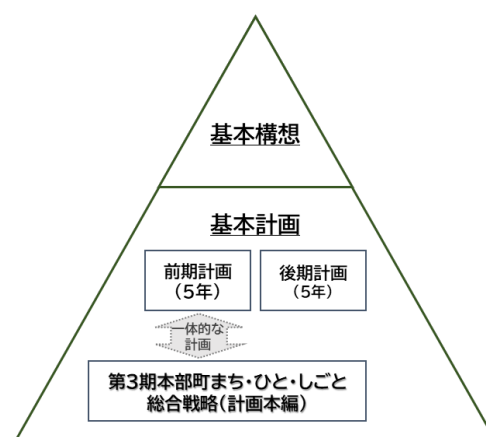 基本構想
基本計画
前期計画
（5年）
後期計画
（5年）
一体的な
計画
第3期本部町まち・ひと・しごと
総合戦略（計画本編）